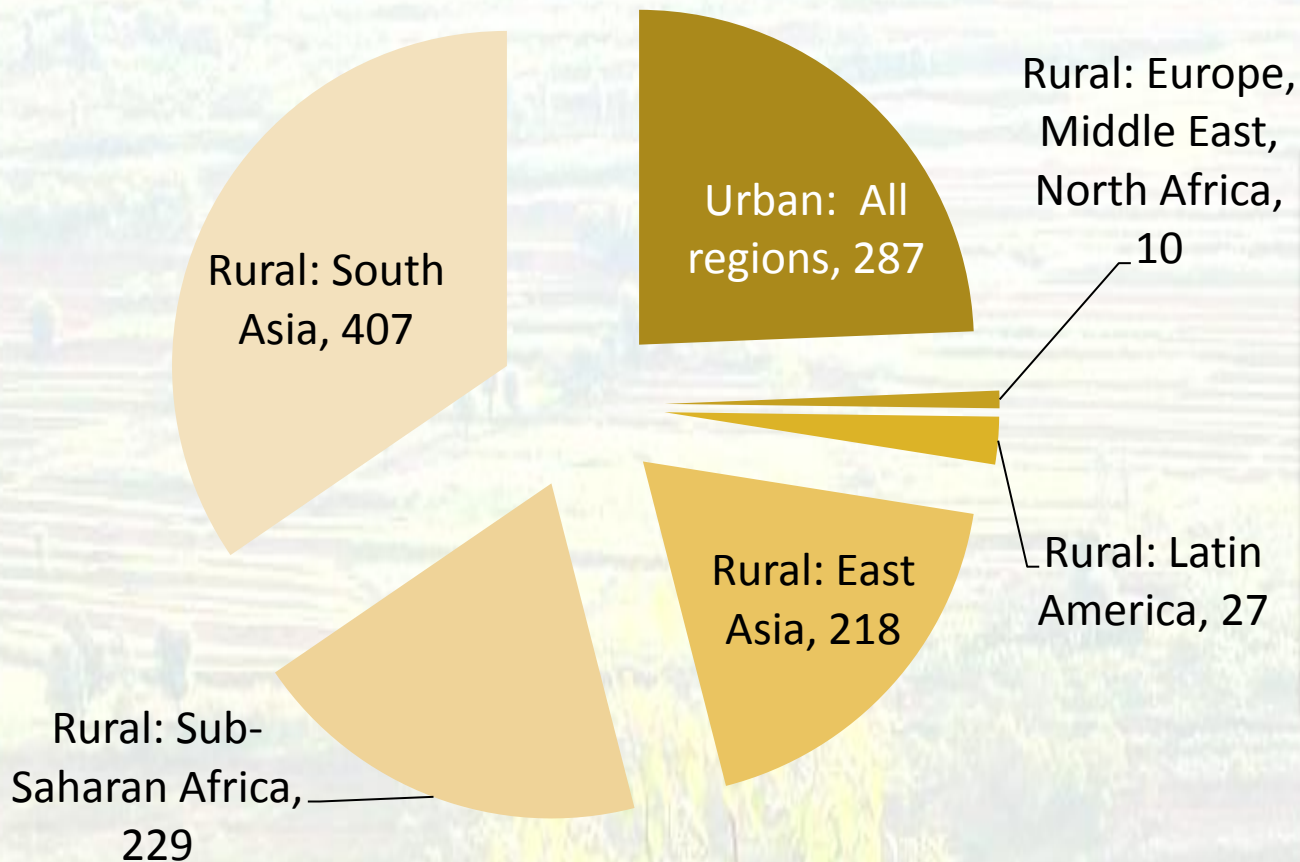 Urban:  All
regions, 287
Rural: Europe,
Middle East,
North Africa,
10
Rural: Latin
America, 27
Rural: East
Asia, 218
Rural: Sub-
Saharan Africa,
229
Rural: South
Asia, 407